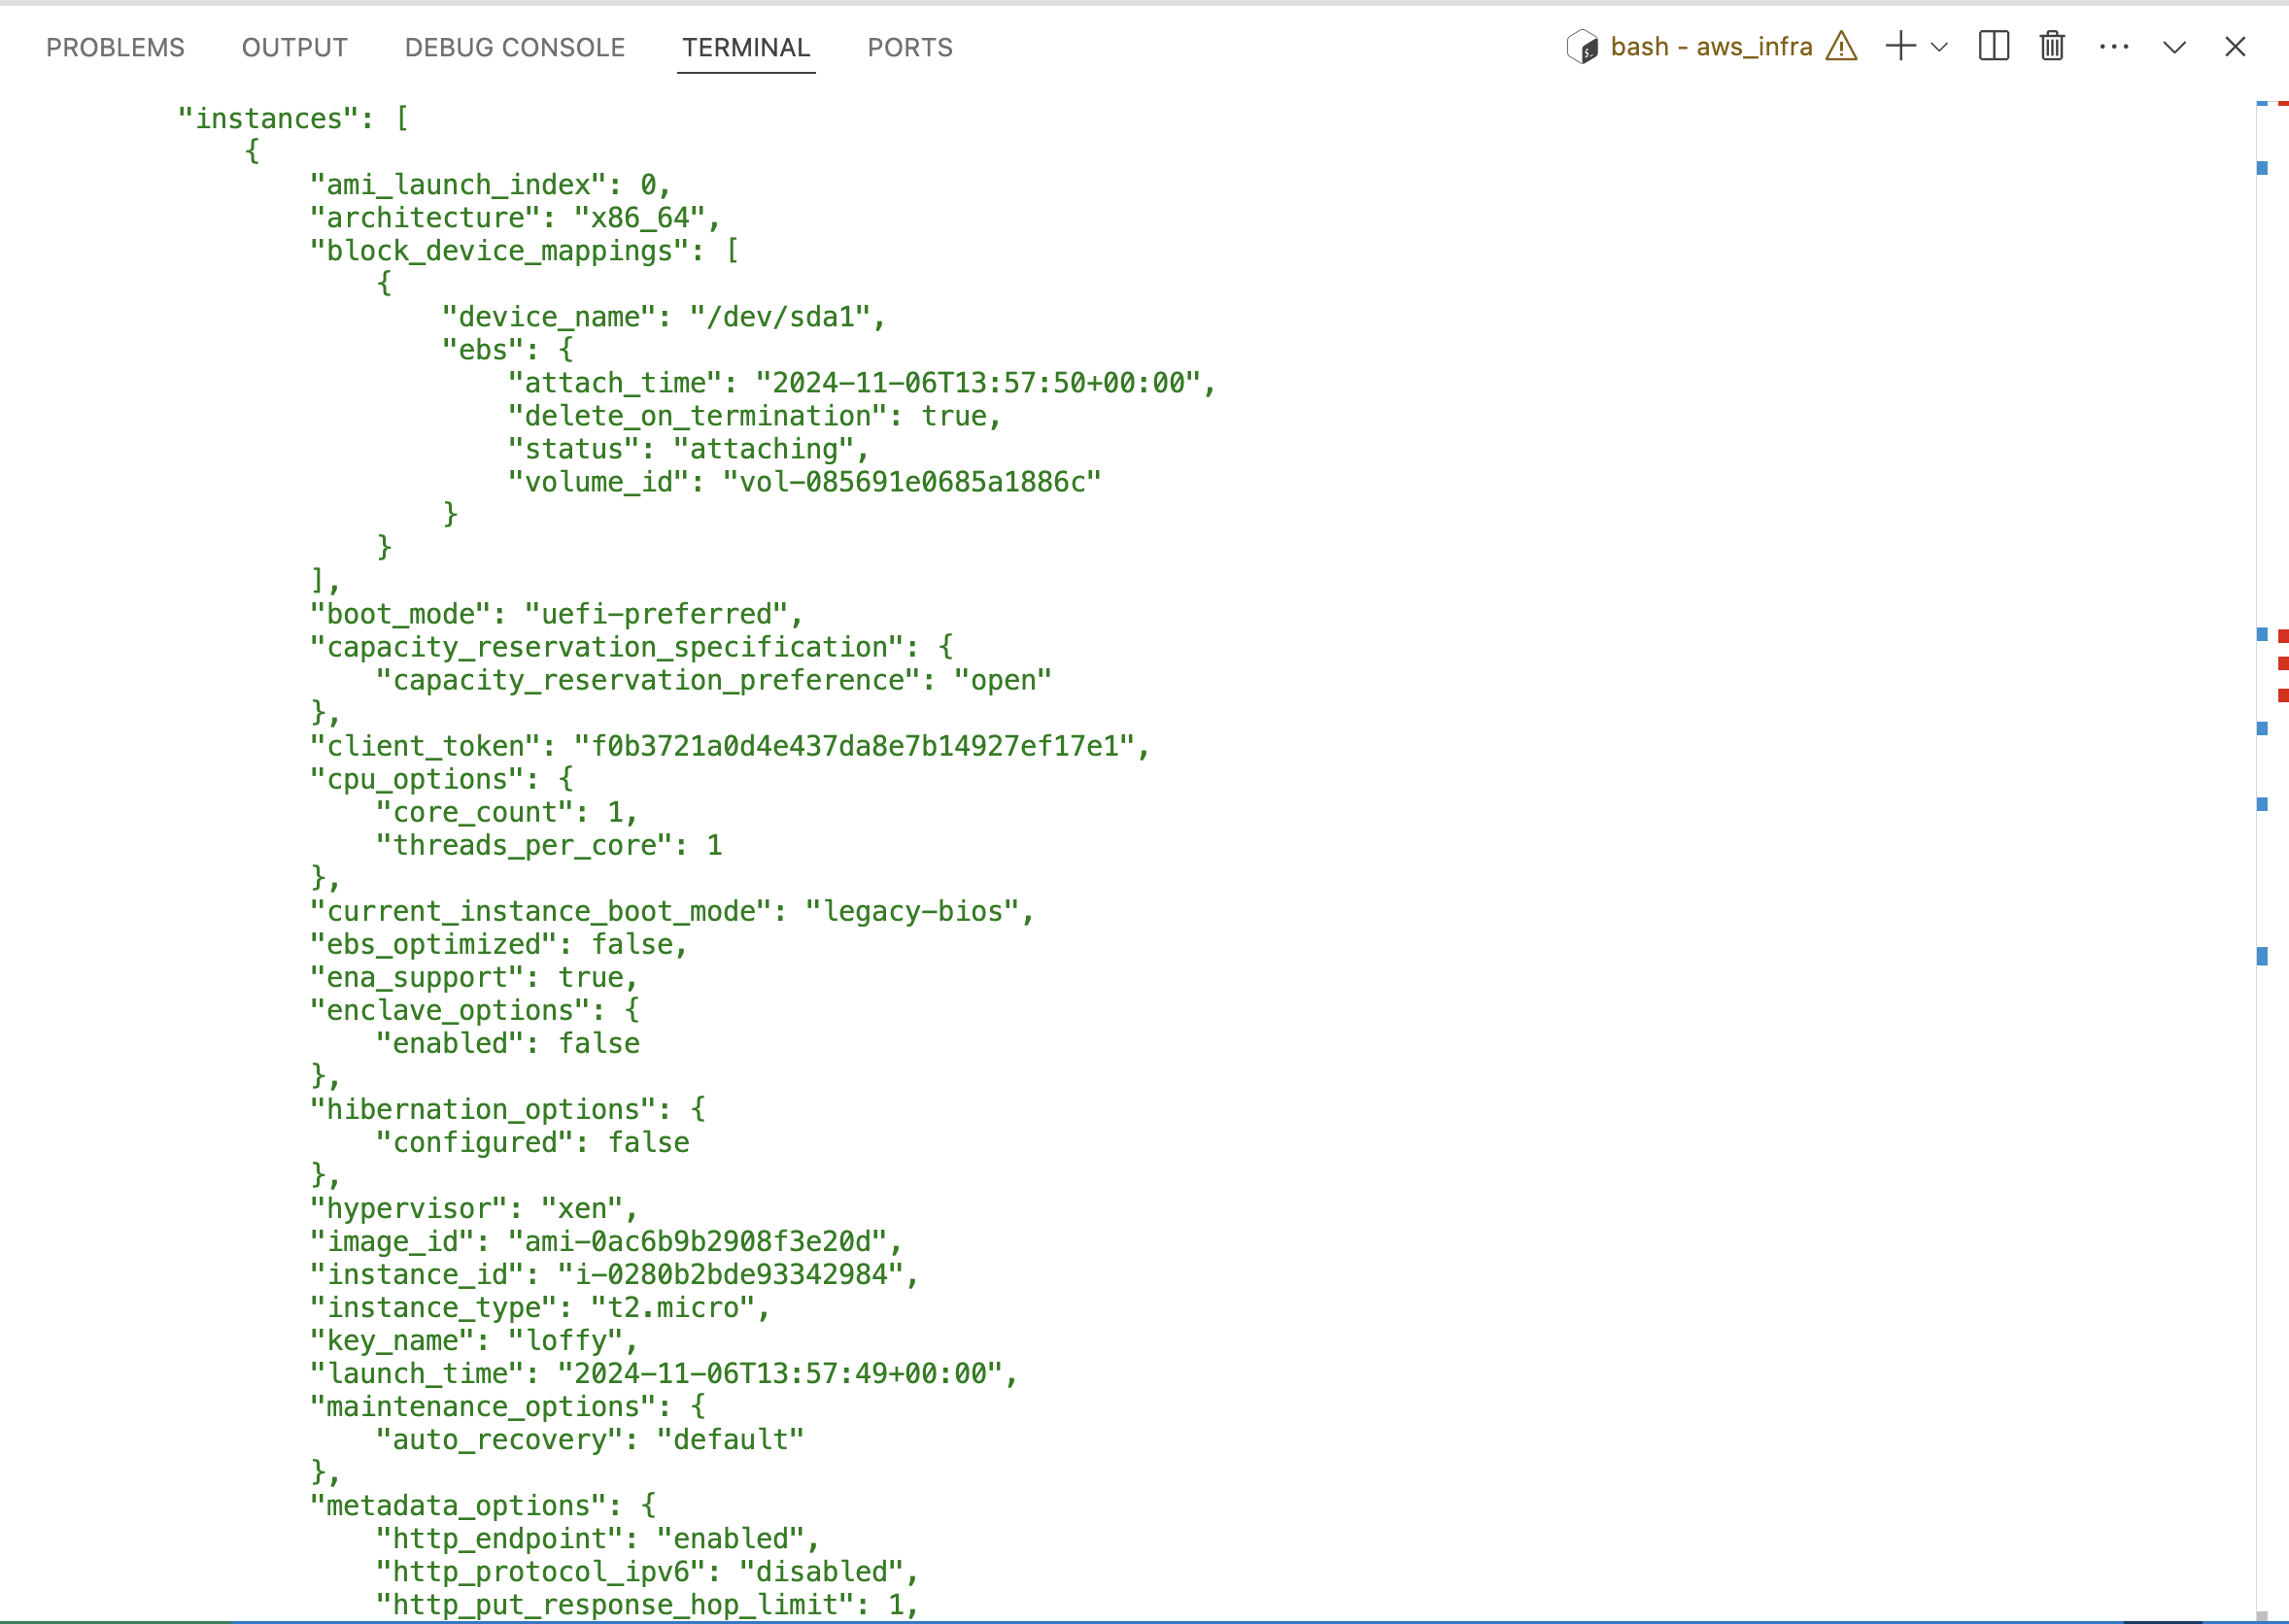 PROBLEMS OUTPUT DEBUG CONSOLE TERMINAL PORTS bash - aws_infra
"instances": [
{
"ami_launch_index": 0,
"architecture": "x86_64",
"block_device_mappings": [
{
"device_name": "/dev/sda1",
"ebs": {
"attach_time": "2024-11-06T13:57:50+00:00",
"delete_on_termination": true,
"status": "attaching",
"volume_id": "vol-085691e0685a1886c"
}
}
],
"boot_mode": "uefi-preferred",
"capacity_reservation_specification": {
"capacity_reservation_preference": "open"
},
"client_token": "f0b3721a0d4e437da8e7b14927ef17e1",
"cpu_options": {
"core_count": 1,
"threads_per_core": 1
},
"current_instance_boot_mode": "legacy-bios",
"ebs_optimized": false,
"ena_support": true,
"enclave_options": {
"enabled": false
},
"hibernation_options": {
"configured": false
},
"hypervisor": "xen",
"image_id": "ami-0ac6b9b2908f3e20d",
"instance_id": "i-0280b2bde93342984",
"instance_type": "t2.micro",
"key_name": "loffy",
"launch_time": "2024-11-06T13:57:49+00:00",
"maintenance_options": {
"auto_recovery": "default"
},
"metadata_options": {
"http_endpoint": "enabled",
"http_protocol_ipv6": "disabled",
"http_put_response_hop_limit": 1,